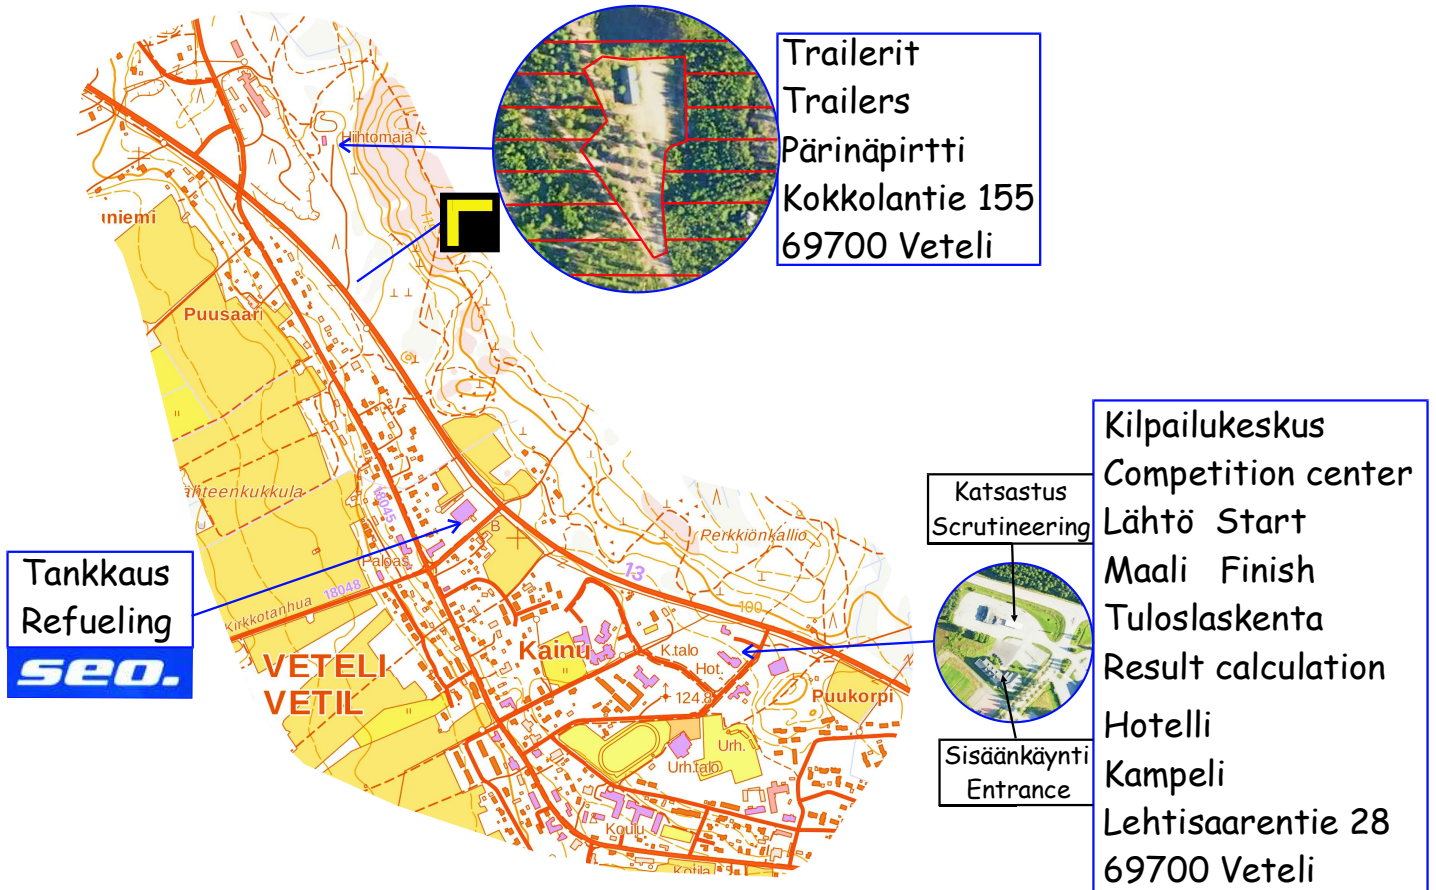 Trailerit
Trailers
Pärinäpirtti
Kokkolantie 155
69700 Veteli
Hiihtomaja
Puusaari
18045
B
Paloas.
18048
Kirkkotanhua
Perkkiönkallio
13
100
Tankkaus
Refueling
seo.
VETELI
VETIL
Kainu
K.talo
Hot.
124.8
Puukorpi
Urh.
Urh.talo
Koulu
Kotila
Katsastus
Scrutineering
Sisäänkäynti
Entrance
Kilpailukeskus
Competition center
Lähtö Start
Maali Finish
Tuloslaskenta
Result calculation
Hotelli
Kampeli
Lehtisaarentie 28
69700 Veteli